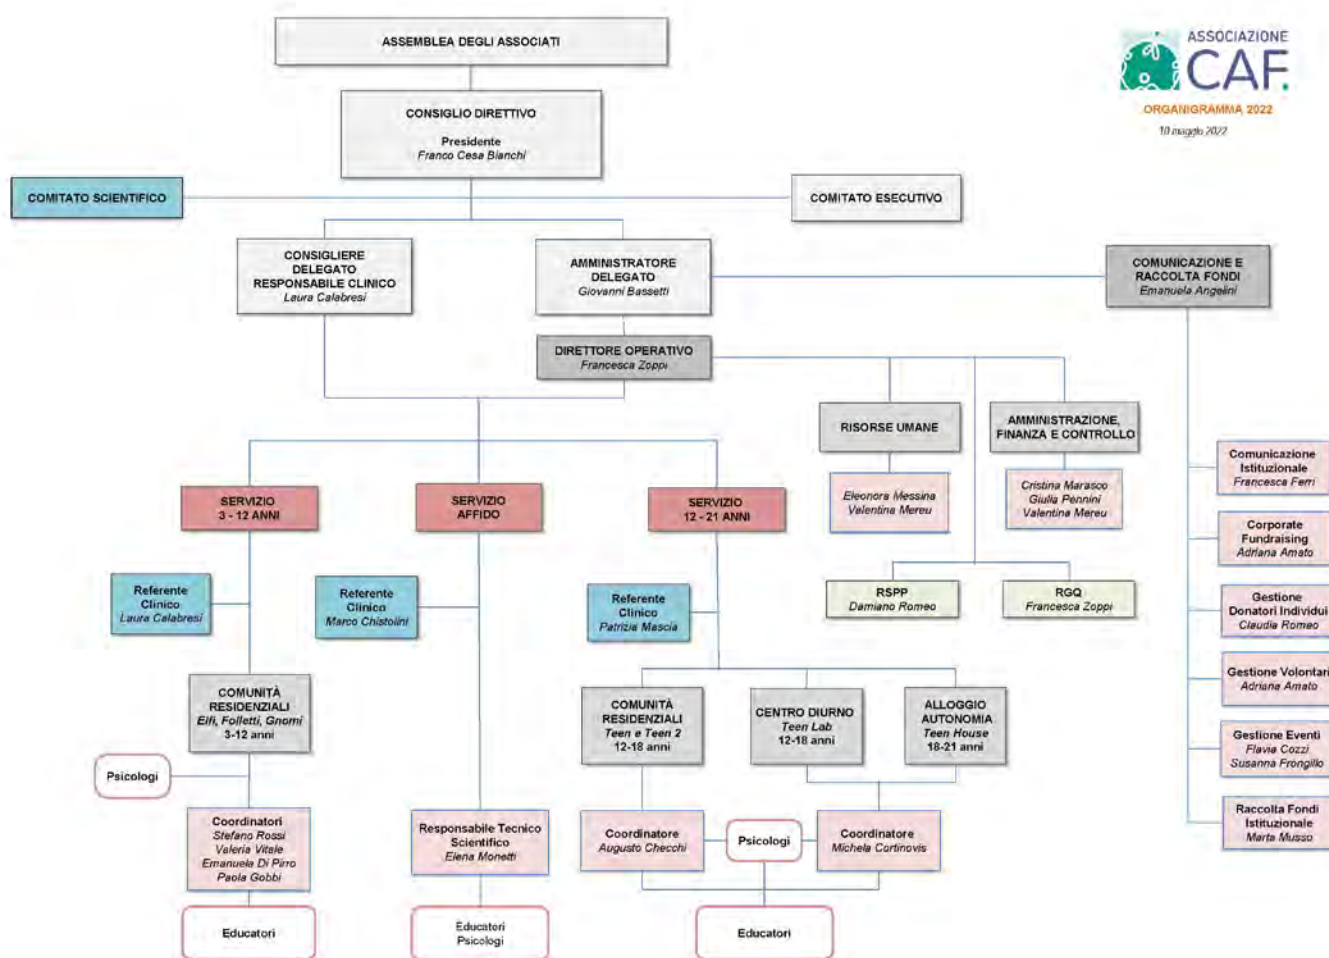 ASSEMBLEA DEGLI ASSOCIATI
ASSOCIAZIONE
CAF.
ORGANIGRAMMA 2022
10 maggio 2022
CONSIGLIO DIRETTIVO
Presidente
Franco Cesa Bianchi
COMITATO SCIENTIFICO
COMITATO ESECUTIVO
CONSIGLIERE
DELEGATO
RESPONSABILE CLINICO
Laura Calabresi
AMMINISTRATORE
DELEGATO
Giovanni Bassetti
COMUNICAZIONE E
RACCOLTA FONDI
Emanuela Angelini
DIRETTORE OPERATIVO
Francesca Zoppi
RISORSE UMANE
AMMINISTRAZIONE,
FINANZA E CONTROLLO
Eleonora Messina
Valentina Mereu
Cristina Marasco
Giulia Pennini
Valentina Mereu
RSPP
Damiano Romeo
RGQ
Francesca Zoppi
Comunicazione
Istituzionale
Francesca Ferri
Corporate
Fundraising
Adriana Amato
Gestione
Donatori Individui
Claudia Romeo
Gestione Volontari
Adriana Amato
Gestione Eventi
Flavia Cozzi
Susanna Frongillo
Raccolta Fondi
Istituzionale
Marta Musso
SERVIZIO
3 - 12 ANNI
SERVIZIO
AFFIDO
SERVIZIO
12 - 21 ANNI
Referente
Clinico
Laura Calabresi
Referente
Clinico
Marco Chistolini
Referente
Clinico
Patrizia Mascia
COMUNITÀ
RESIDENZIALI
Elfi, Folletti, Gnomi
3-12 anni
COMUNITÀ
RESIDENZIALI
Teen e Teen 2
12-18 anni
CENTRO DIURNO
Teen Lab
12-18 anni
ALLOGGIO
AUTONOMIA
Teen House
18-21 anni
Psicologi
Coordinatori
Stefano Rossi
Valeria Vitale
Emanuela Di Pirro
Paola Gobbi
Responsabile Tecnico
Scientifico
Elena Monetti
Coordinatore
Augusto Checchi
Psicologi
Coordinatore
Michela Cortinovis
Educatori
Educatori
Psicologi
Educatori